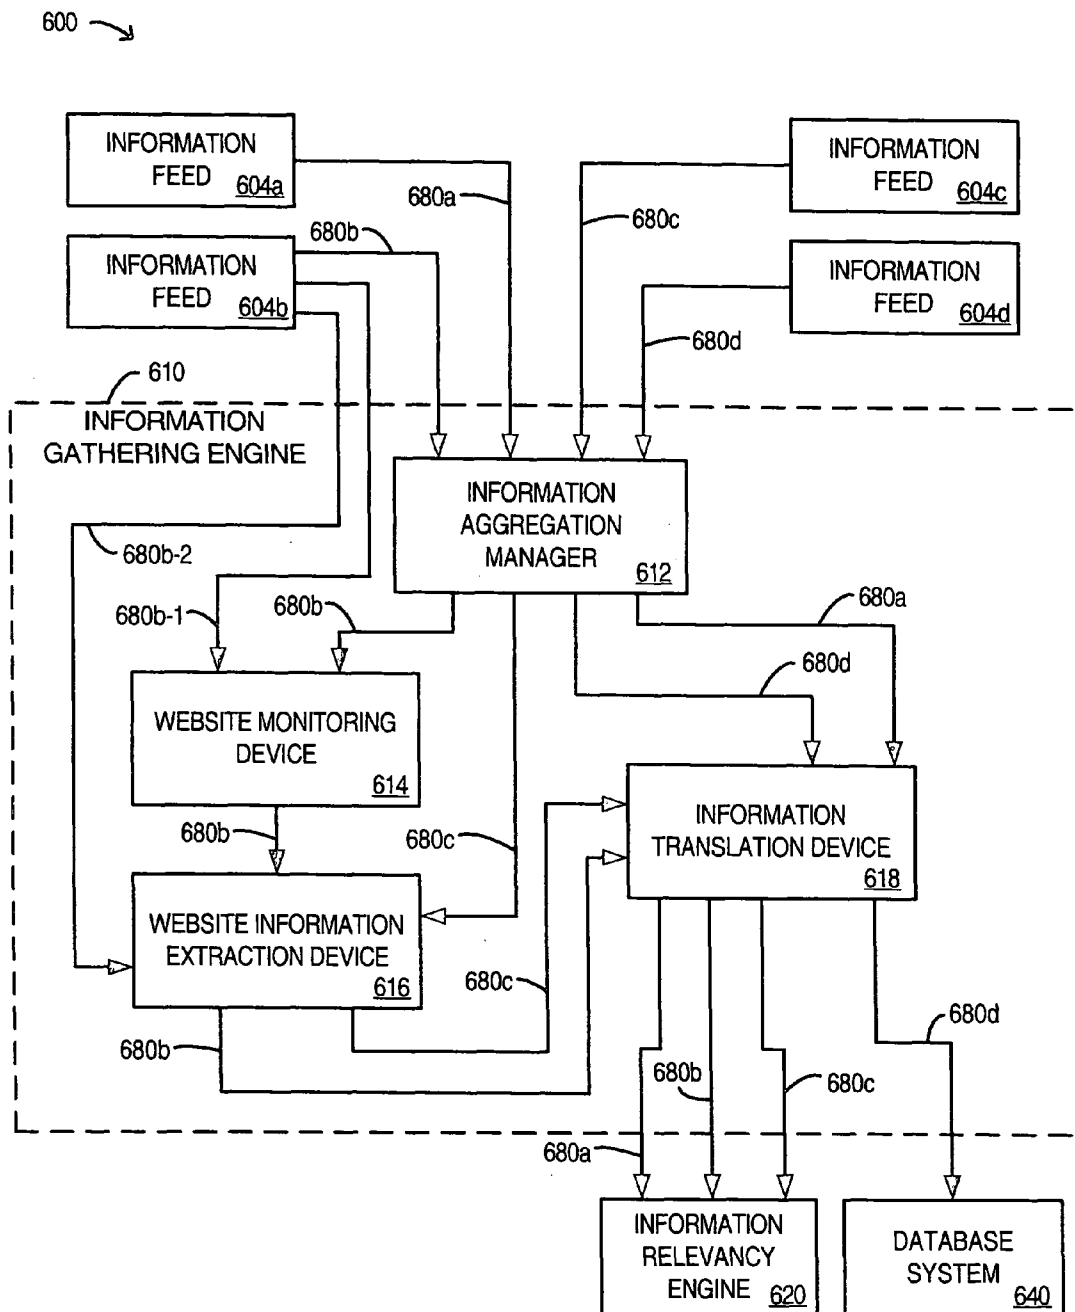 600
INFORMATION
FEED
604a
INFORMATION
FEED
604c
680a
680c
680b
INFORMATION
FEED
604b
INFORMATION
FEED
604d
680d
610
INFORMATION
GATHERING ENGINE
INFORMATION
AGGREGATION
MANAGER
612
680b-2
680b-1
680b
680a
680d
WEBSITE MONITORING
DEVICE
614
INFORMATION
TRANSLATION DEVICE
618
680b
680c
WEBSITE INFORMATION
EXTRACTION DEVICE
616
680c
680b
680d
680b
680c
680a
INFORMATION
RELEVANCY
ENGINE
620
DATABASE
SYSTEM
640